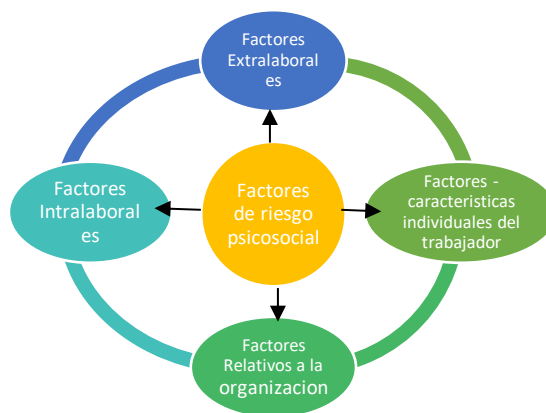 Factores
Extralaboral
es
Factores
Intralaboral
es
Factores
de riesgo
psicosocial
Factores -
caracteristicas
individuales del
trabajador
Factores
Relativos a la
organizacion